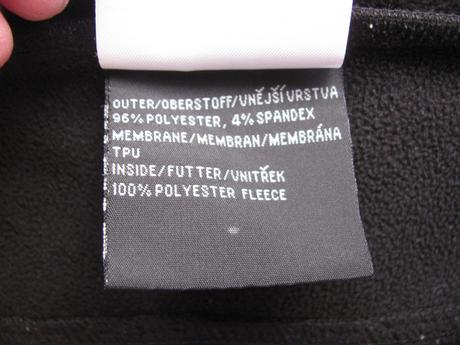 OUTER/OBERSTOFF/VNĚJŠÍ VRSTVA
96% POLYESTER, 4% SPANDEX
MEMBRANE/MEMBRAN/MEMBRÁNA
TPU
INSIDE/FUTTER/VNITŘEK
100% POLYESTER FLEECE